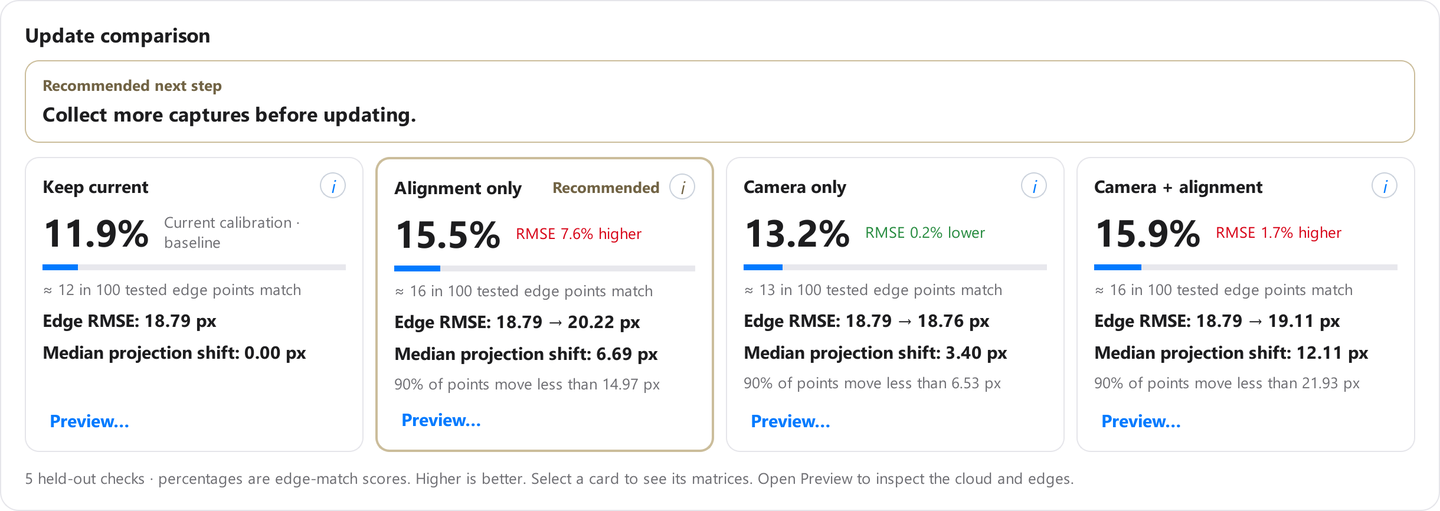 Update comparison
Recommended next step
Collect more captures before updating.
Keep current
i
11.9%
Current calibration ·
baseline
≈ 12 in 100 tested edge points match
Edge RMSE: 18.79 px
Median projection shift: 0.00 px
Preview...
Alignment only
Recommended
i
15.5%
RMSE 7.6% higher
≈ 16 in 100 tested edge points match
Edge RMSE: 18.79 → 20.22 px
Median projection shift: 6.69 px
90% of points move less than 14.97 px
Preview...
Camera only
i
13.2%
RMSE 0.2% lower
≈ 13 in 100 tested edge points match
Edge RMSE: 18.79 → 18.76 px
Median projection shift: 3.40 px
90% of points move less than 6.53 px
Preview...
Camera + alignment
i
15.9%
RMSE 1.7% higher
≈ 16 in 100 tested edge points match
Edge RMSE: 18.79 → 19.11 px
Median projection shift: 12.11 px
90% of points move less than 21.93 px
Preview...
5 held-out checks · percentages are edge-match scores. Higher is better. Select a card to see its matrices. Open Preview to inspect the cloud and edges.